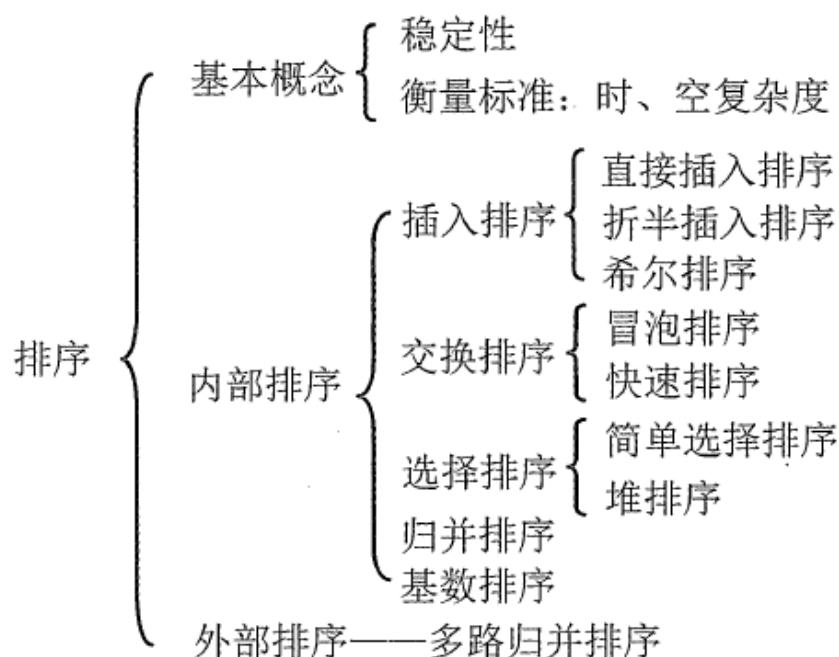 稳定性
基本概念
衡量标准：时、空复杂度
直接插入排序
插入排序
折半插入排序
希尔排序
冒泡排序
排序
交换排序
内部排序
快速排序
简单选择排序
选择排序
堆排序
归并排序
基数排序
外部排序——多路归并排序